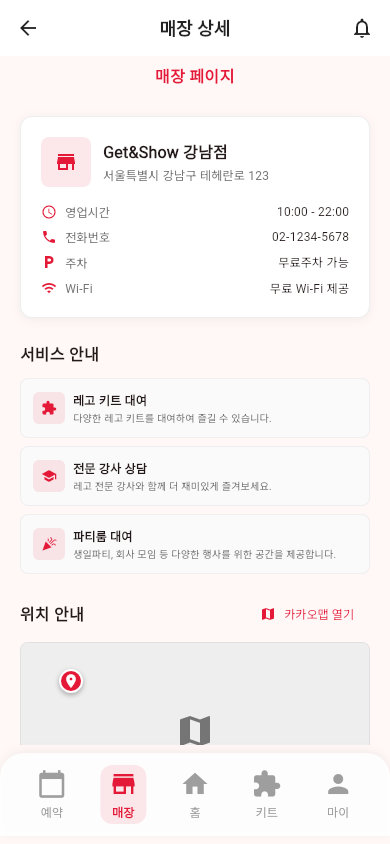 매장 상세
매장 페이지
Get&Show 강남점
서울특별시 강남구 테헤란로 123
영업시간 10:00 - 22:00
전화번호 02-1234-5678
P 주차 무료주차 가능
Wi-Fi 무료 Wi-Fi 제공
서비스 안내
레고 키트 대여
다양한 레고 키트를 대여하여 즐길 수 있습니다.
전문 강사 상담
레고 전문 강사와 함께 더 재미있게 즐겨보세요.
파티룸 대여
생일파티, 회사 모임 등 다양한 행사를 위한 공간을 제공합니다.
위치 안내 카카오맵 열기
예약 매장 홈 키트 마이